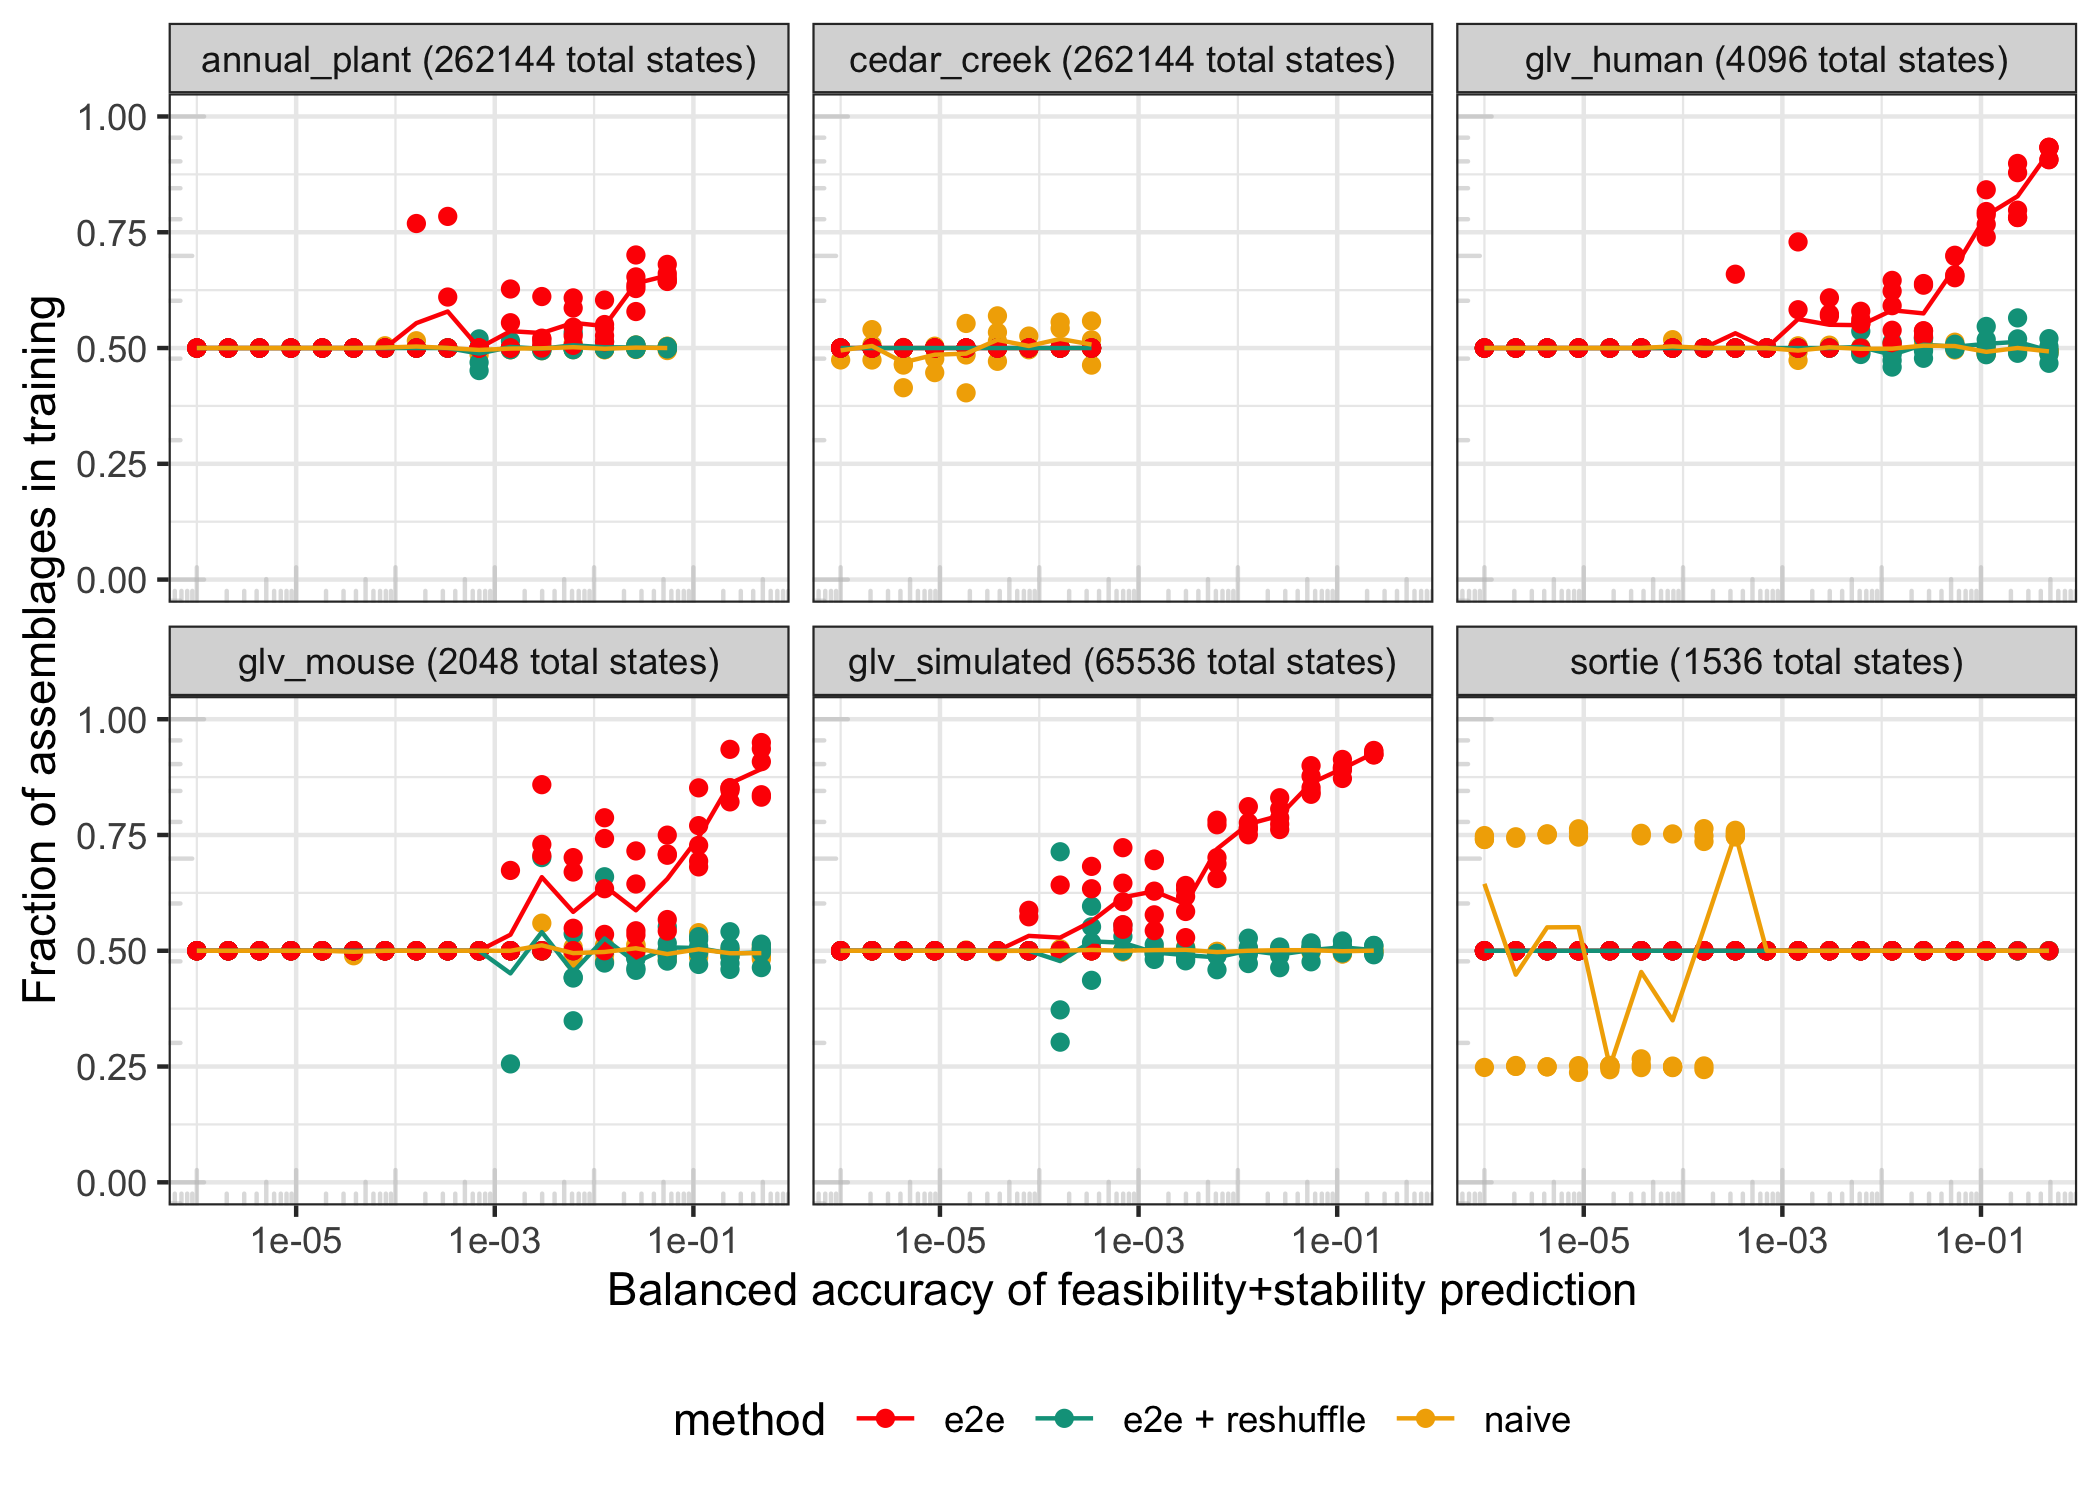 annual_plant (262144 total states)
cedar_creek (262144 total states)
glv_human (4096 total states)
1.00
0.75
0.50
0.25
0.00
Fraction of assemblages in training
glv_mouse (2048 total states)
glv_simulated (65536 total states)
sortie (1536 total states)
1.00
0.75
0.50
0.25
0.00
1e-05 1e-03 1e-01
1e-05 1e-03 1e-01
1e-05 1e-03 1e-01
Balanced accuracy of feasibility+stability prediction
method e2e e2e + reshuffle naive